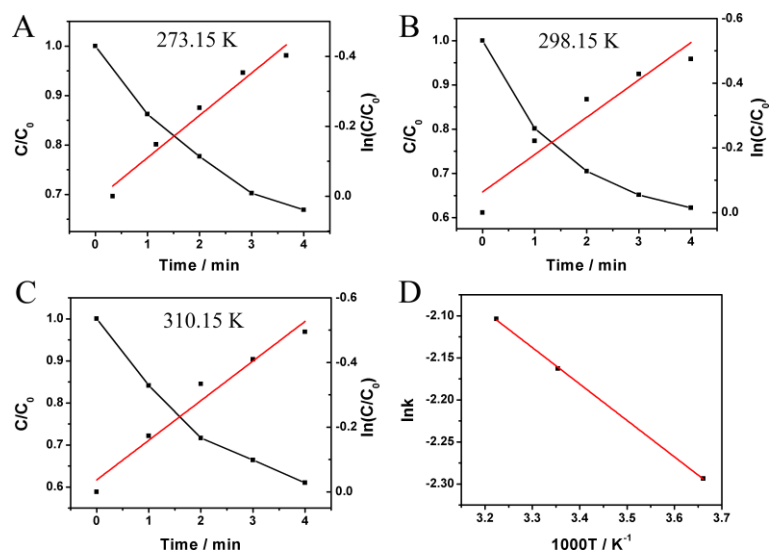 A
273.15 K
1.0
0.9
0.8
0.7
C/C0
-0.4
-0.2
0.0
ln(C/C0)
0 1 2 3 4
Time / min
B
298.15 K
1.0
0.9
0.8
0.7
0.6
C/C0
-0.6
-0.4
-0.2
0.0
ln(C/C0)
0 1 2 3 4
Time / min
C
310.15 K
1.0
0.9
0.8
0.7
0.6
C/C0
-0.6
-0.4
-0.2
0.0
ln(C/C0)
0 1 2 3 4
Time / min
D
-2.10
-2.15
-2.20
-2.25
-2.30
lnk
3.2 3.3 3.4 3.5 3.6 3.7
1000T / K-1